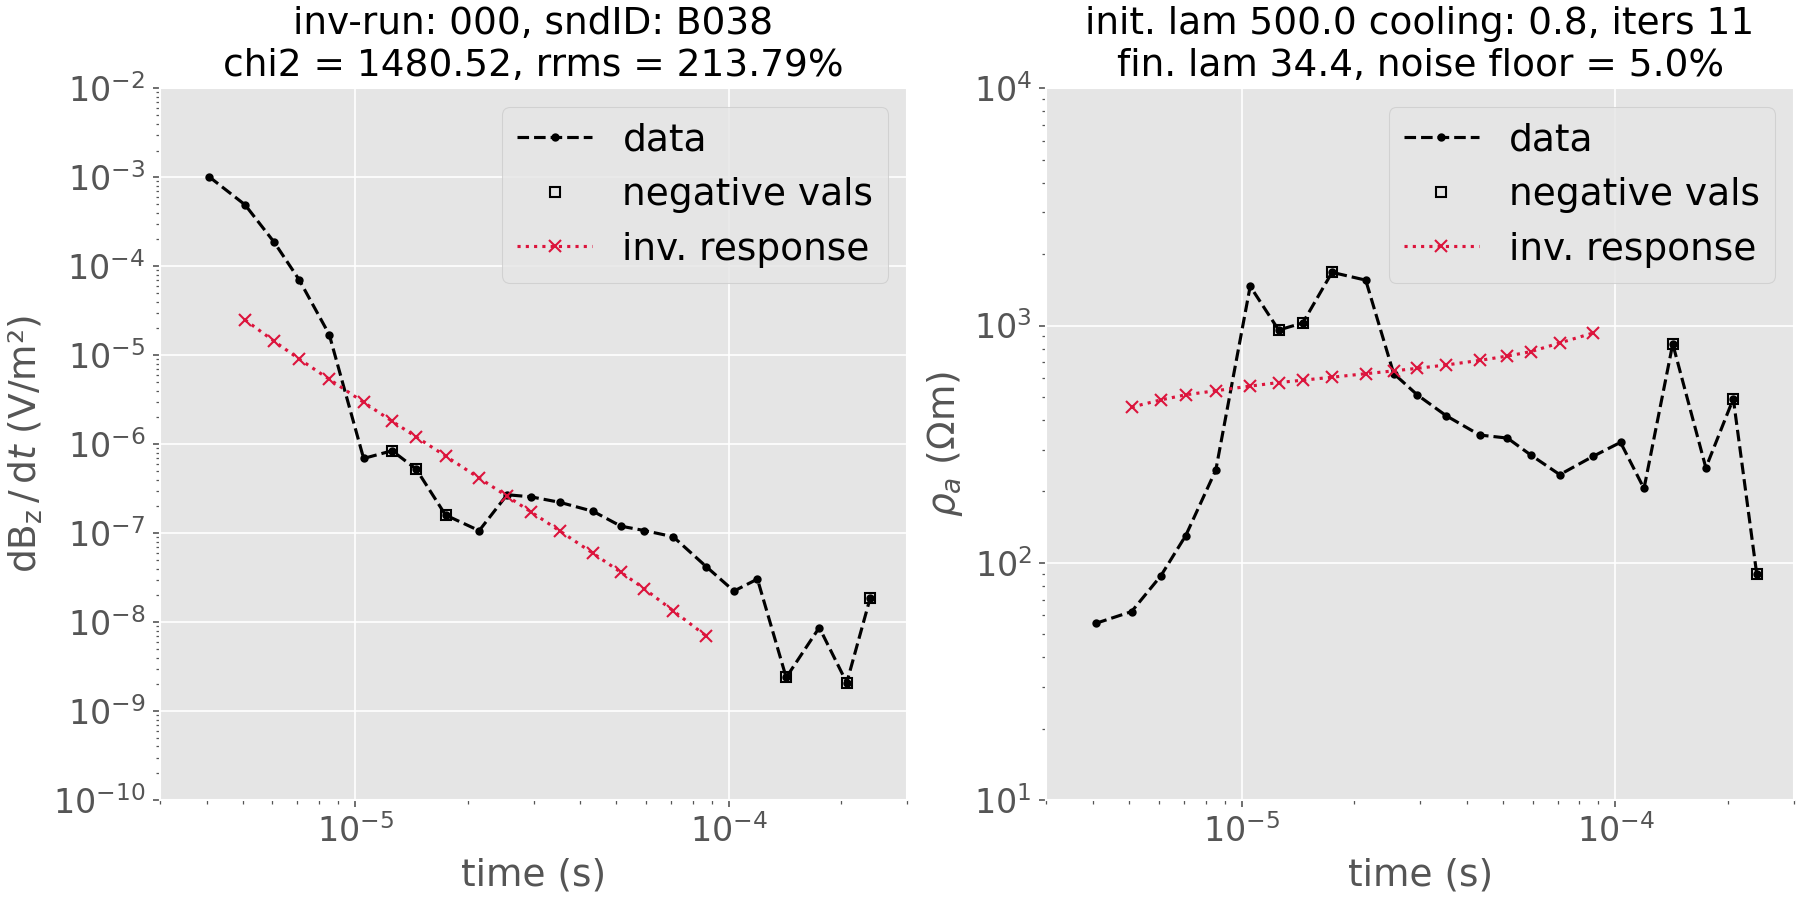 inv-run: 000, sndID: B038
chi2 = 1480.52, rrms = 213.79%
10⁻²
10⁻³
10⁻⁴
10⁻⁵
10⁻⁶
10⁻⁷
10⁻⁸
10⁻⁹
10⁻¹⁰
dB_z / dt (V/m²)
data
negative vals
inv. response
10⁻⁵ 10⁻⁴
time (s)
init. lam 500.0 cooling: 0.8, iters 11
fin. lam 34.4, noise floor = 5.0%
10⁴
10³
10²
10¹
ρₐ (Ωm)
data
negative vals
inv. response
10⁻⁵ 10⁻⁴
time (s)